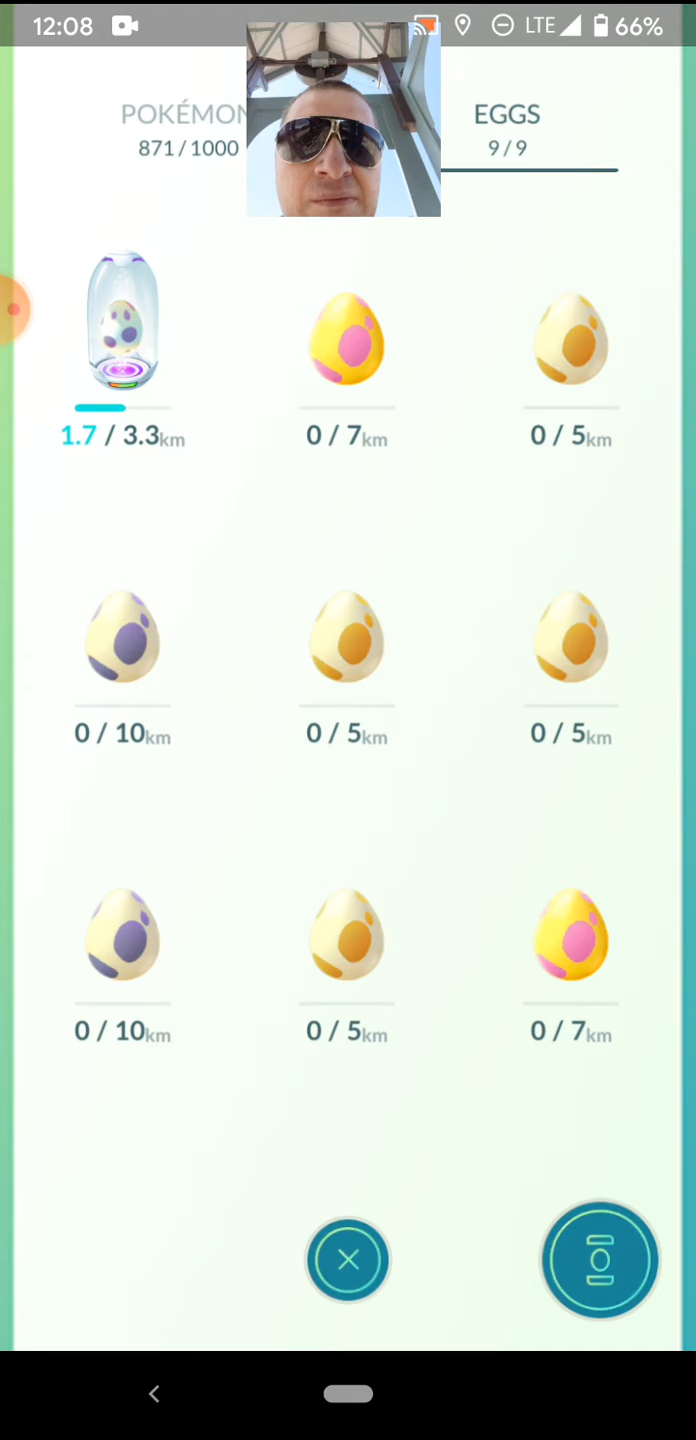 12:08 LTE 66%
POKÉMON EGGS
871 / 1000 9 / 9
1.7 / 3.3km 0 / 7km 0 / 5km
0 / 10km 0 / 5km 0 / 5km
0 / 10km 0 / 5km 0 / 7km